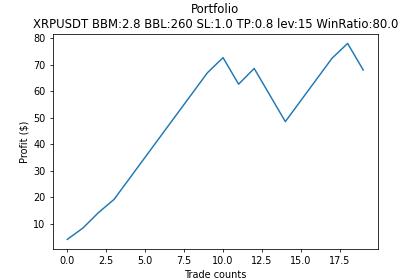 Portfolio
XRPUSDT BBM:2.8 BBL:260 SL:1.0 TP:0.8 lev:15 WinRatio:80.0
80
70
60
50
40
30
20
10
Profit ($)
0.0 2.5 5.0 7.5 10.0 12.5 15.0 17.5
Trade counts